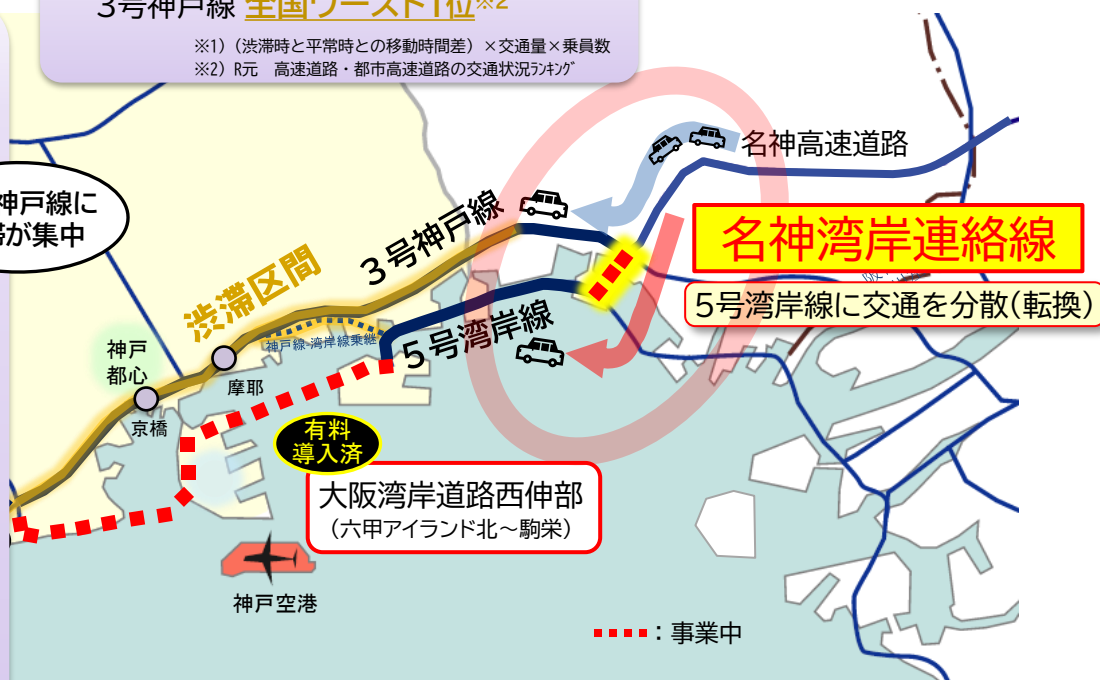 3号神戸線 全国ワースト1位※2
※1）（渋滞時と平常時との移動時間差）×交通量×乗員数
※2）R元　高速道路・都市高速道路の交通状況ﾗﾝｷﾝｸﾞ
神戸線に
が集中
名神高速道路
名神湾岸連絡線
5号湾岸線に交通を分散（転換）
3号神戸線
渋滞区間
神戸線-湾岸線乗継
5号湾岸線
神戸
都心
摩耶
京橋
有料
導入済
大阪湾岸道路西伸部
（六甲アイランド北～駒栄）
神戸空港
：事業中